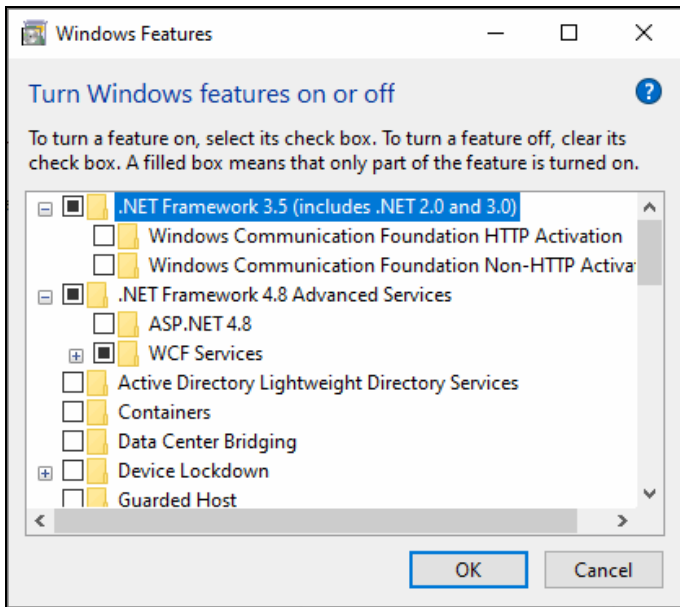 Windows Features
Turn Windows features on or off
To turn a feature on, select its check box. To turn a feature off, clear its
check box. A filled box means that only part of the feature is turned on.
.NET Framework 3.5 (includes .NET 2.0 and 3.0)
Windows Communication Foundation HTTP Activation
Windows Communication Foundation Non-HTTP Activa
.NET Framework 4.8 Advanced Services
ASP.NET 4.8
WCF Services
Active Directory Lightweight Directory Services
Containers
Data Center Bridging
Device Lockdown
Guarded Host
OK
Cancel